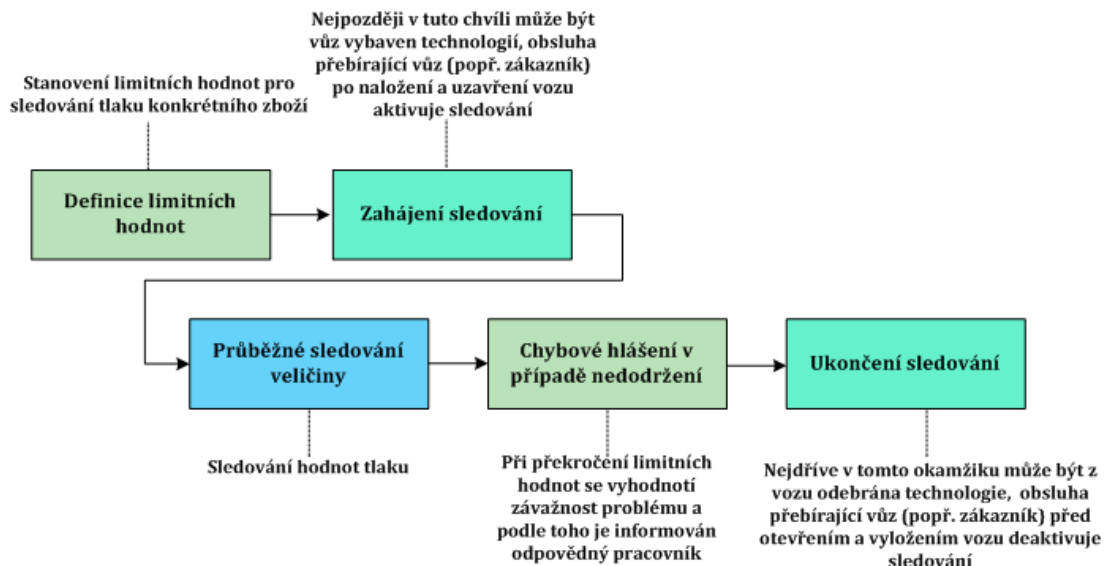 Nejpozději v tuto chvíli může být
vůz vybaven technologií, obsluha
přebírající vůz (popř. zákazník)
po naložení a uzavření vozu
aktivuje sledování
Stanovení limitních hodnot pro
sledování tlaku konkrétního zboží
Definice limitních
hodnot
Zahájení sledování
Průběžné sledování
veličiny
Chybové hlášení v
případě nedodržení
Ukončení sledování
Sledování hodnot tlaku
Při překročení limitních
hodnot se vyhodnotí
závažnost problému a
podle toho je informován
odpovědný pracovník
Nejdříve v tomto okamžiku může být z
vozu odebrána technologie, obsluha
přebírající vůz (popř. zákazník) před
otevřením a vyložením vozu deaktivuje
sledování